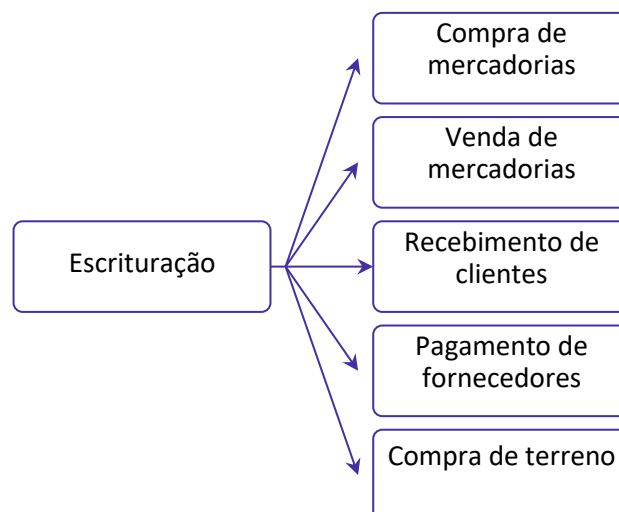 Compra de
mercadorias
Venda de
mercadorias
Escrituração
Recebimento de
clientes
Pagamento de
fornecedores
Compra de terreno